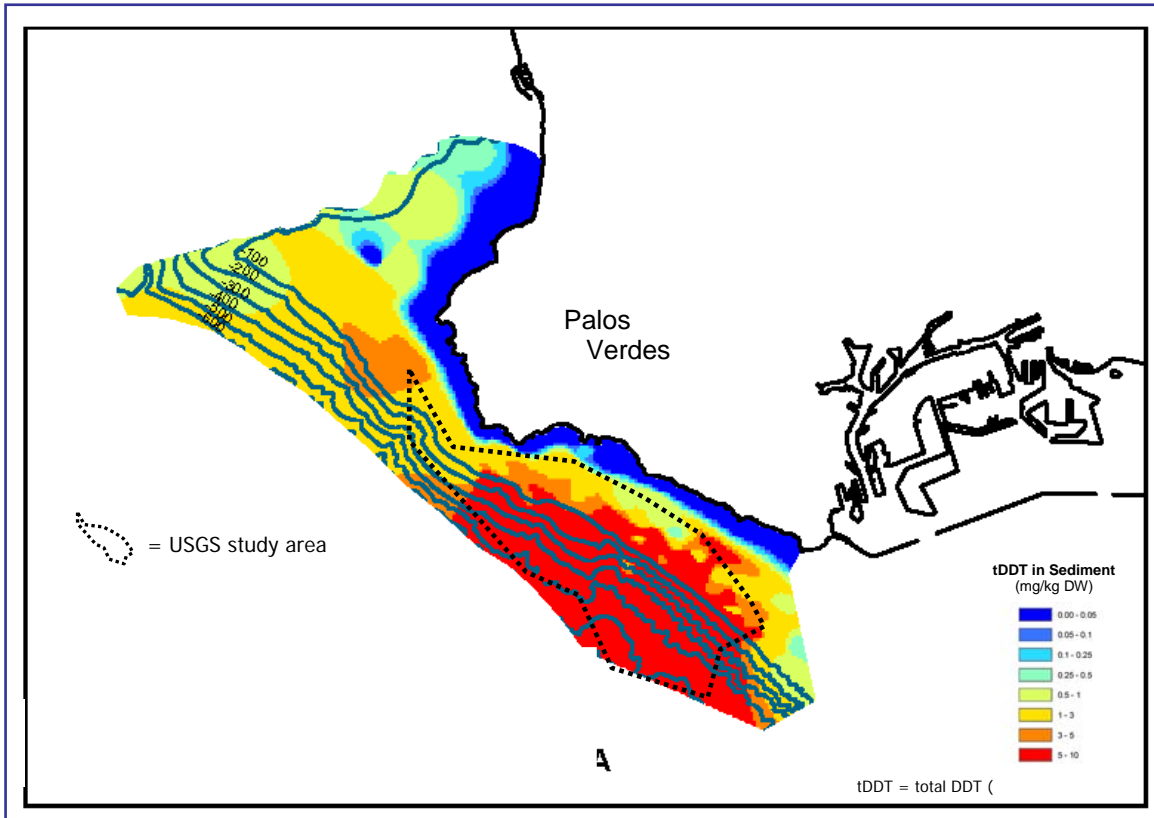 -100
-200
-300
-400
-500
-600
Palos
Verdes
= USGS study area
tDDT in Sediment
(mg/kg DW)
0.00 - 0.05
0.05 - 0.1
0.1 - 0.25
0.25 - 0.5
0.5 - 1
1 - 3
3 - 5
5 - 10
A
tDDT = total DDT (